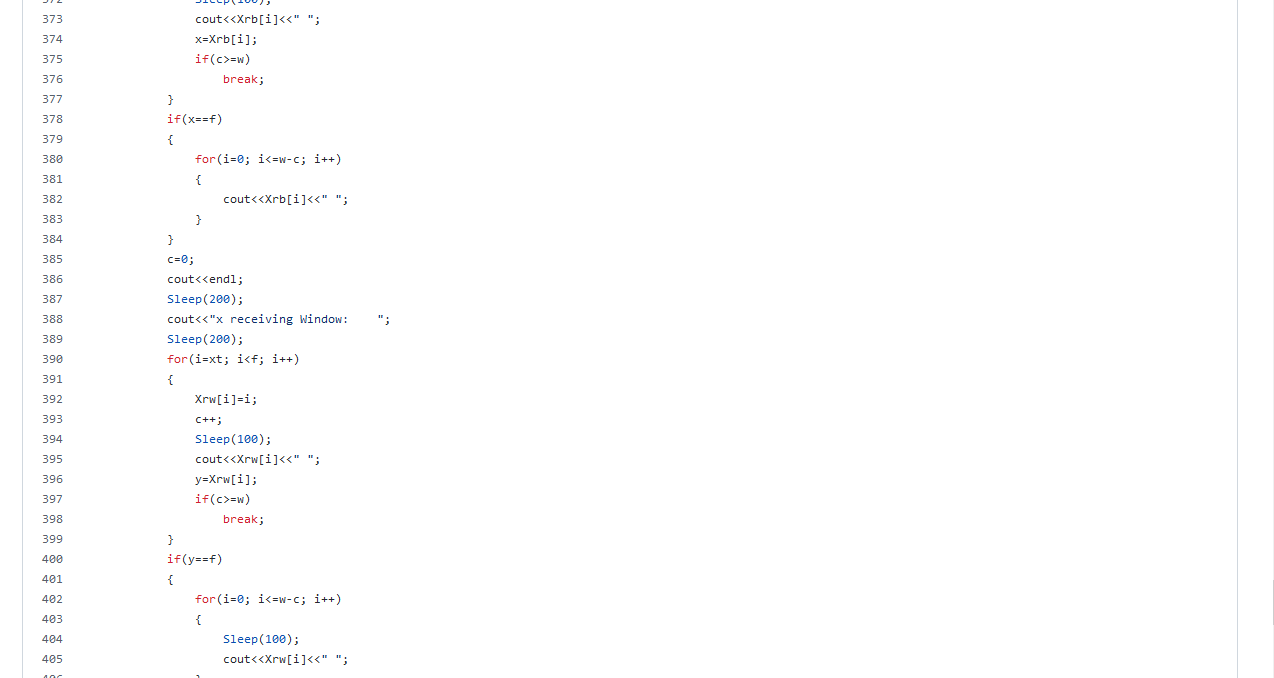 372 Sleep(100);
373 cout<<Xrb[i]<<" ";
374 x=Xrb[i];
375 if(c>=w)
376 break;
377 }
378 if(x==f)
379 {
380 for(i=0; i<=w-c; i++)
381 {
382 cout<<Xrb[i]<<" ";
383 }
384 }
385 c=0;
386 cout<<endl;
387 Sleep(200);
388 cout<<"x receiving Window:    ";
389 Sleep(200);
390 for(i=xt; i<f; i++)
391 {
392 Xrw[i]=i;
393 c++;
394 Sleep(100);
395 cout<<Xrw[i]<<" ";
396 y=Xrw[i];
397 if(c>=w)
398 break;
399 }
400 if(y==f)
401 {
402 for(i=0; i<=w-c; i++)
403 {
404 Sleep(100);
405 cout<<Xrw[i]<<" ";
406 }